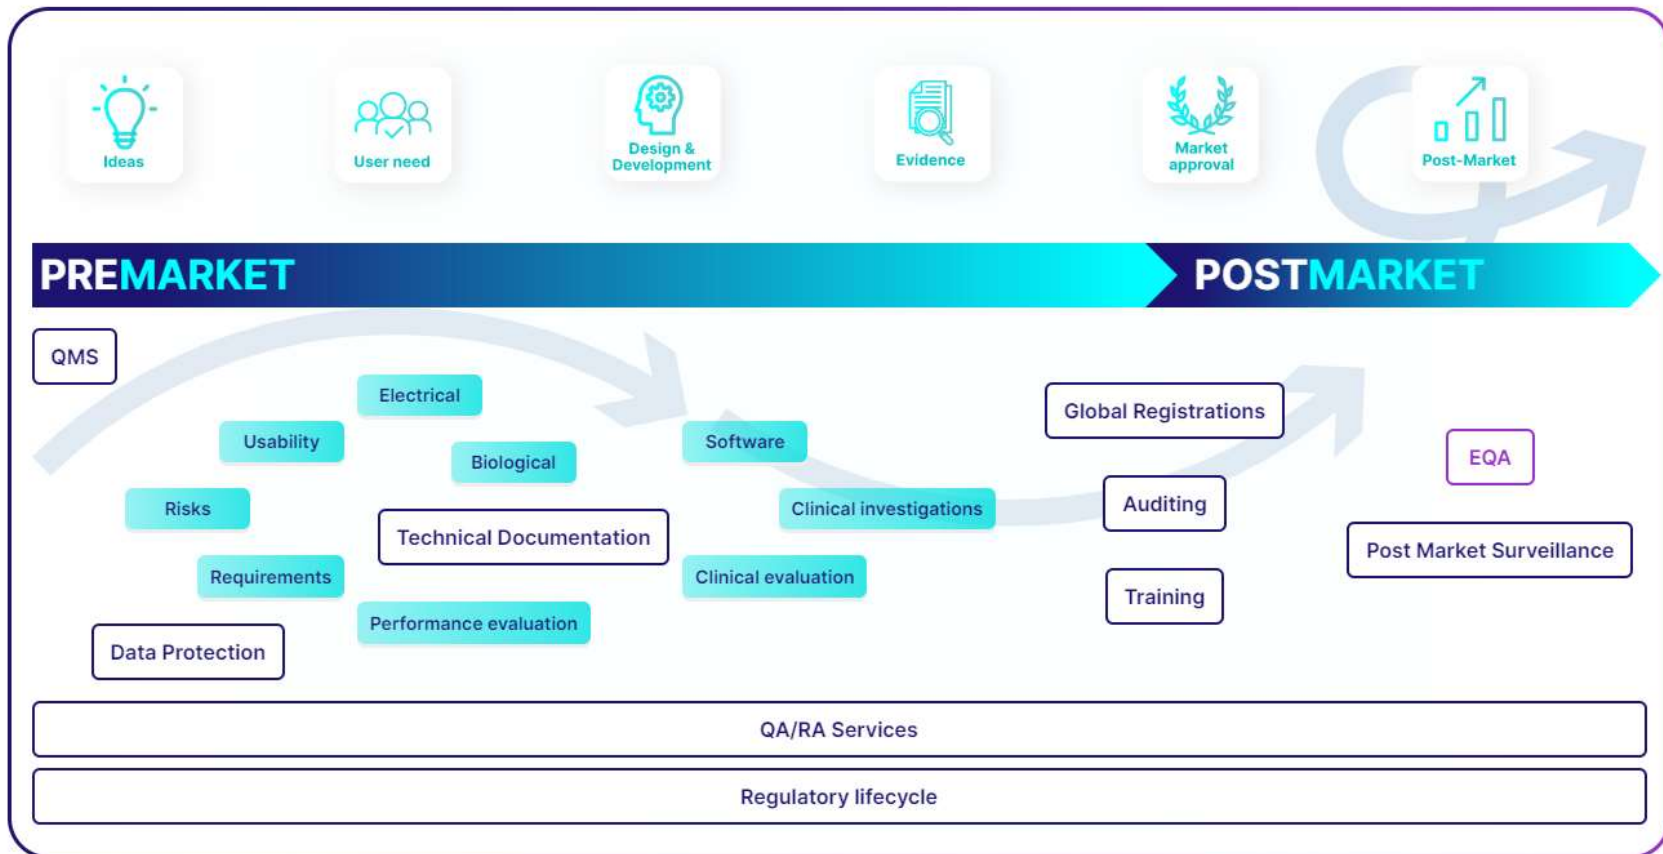 Ideas
User need
Design &
Development
Evidence
Market
approval
Post-Market
PREMARKET
POSTMARKET
QMS
Electrical
Usability
Biological
Software
Risks
Clinical investigations
Technical Documentation
Requirements
Clinical evaluation
Performance evaluation
Data Protection
Global Registrations
Auditing
Training
EQA
Post Market Surveillance
QA/RA Services
Regulatory lifecycle